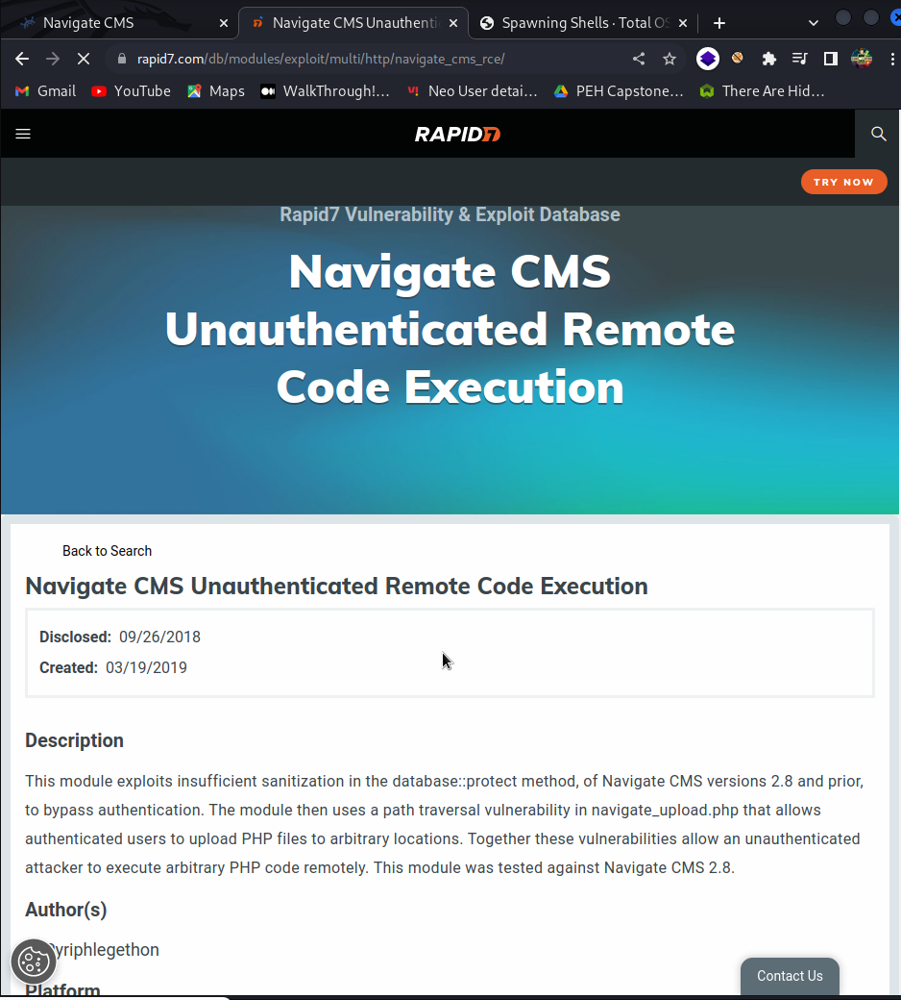 Navigate CMS
Navigate CMS Unauthenti
Spawning Shells · Total OS
rapid7.com/db/modules/exploit/multi/http/navigate_cms_rce/
Gmail
YouTube
Maps
WalkThrough!...
Neo User detai...
PEH Capstone...
There Are Hid...
RAPID7
TRY NOW
Rapid7 Vulnerability & Exploit Database
Navigate CMS
Unauthenticated Remote
Code Execution
Back to Search
Navigate CMS Unauthenticated Remote Code Execution
Disclosed: 09/26/2018
Created: 03/19/2019
Description
This module exploits insufficient sanitization in the database::protect method, of Navigate CMS versions 2.8 and prior,
to bypass authentication. The module then uses a path traversal vulnerability in navigate_upload.php that allows
authenticated users to upload PHP files to arbitrary locations. Together these vulnerabilities allow an unauthenticated
attacker to execute arbitrary PHP code remotely. This module was tested against Navigate CMS 2.8.
Author(s)
yriphlegethon
Contact Us
Platform